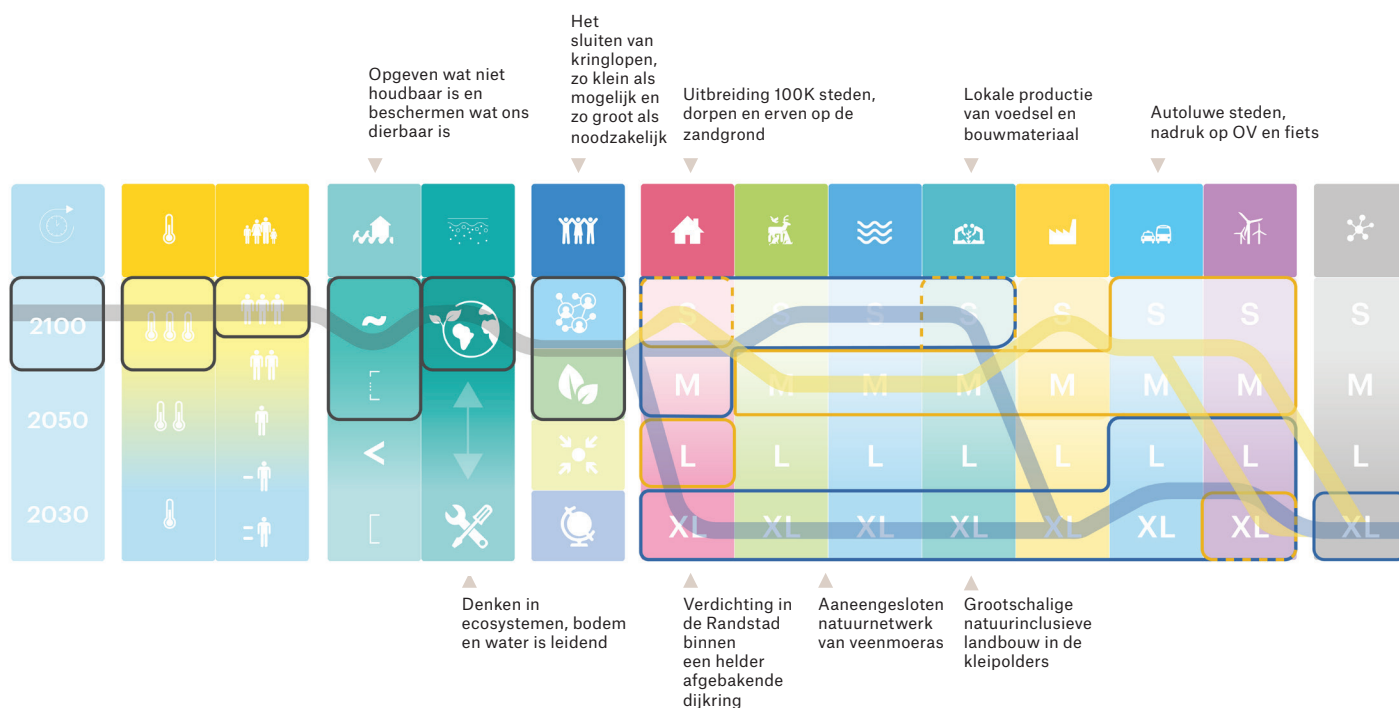 Het
sluiten van
kringlopen,
zo klein als
mogelijk en
zo groot als
noodzakelijk
Opgeven wat niet
houdbaar is en
beschermen wat ons
dierbaar is
Uitbreiding 100K steden,
dorpen en erven op de
zandgrond
Lokale productie
van voedsel en
bouwmateriaal
Autoluwe steden,
nadruk op OV en fiets
2100
S S S S S S S S
M M M M M M M M
2050
L L L L L L L L
2030
XL XL XL XL XL XL XL XL
Denken in
ecosystemen, bodem
en water is leidend
Verdichting in
de Randstad
binnen
een helder
afgebakende
dijkring
Aaneengesloten
natuurnetwerk
van veenmoeras
Grootschalige
natuurinclusieve
landbouw in de
kleipolders